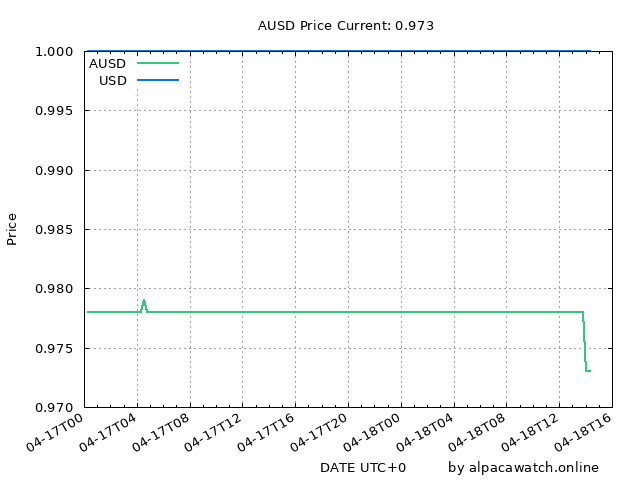 AUSD Price Current: 0.973
1.000
AUSD
USD
0.995
0.990
0.985
Price
0.980
0.975
0.970
04-17T00 04-17T04 04-17T08 04-17T12 04-17T16 04-17T20 04-18T00 04-18T04 04-18T08 04-18T12 04-18T16
DATE UTC+0 by alpacawatch.online